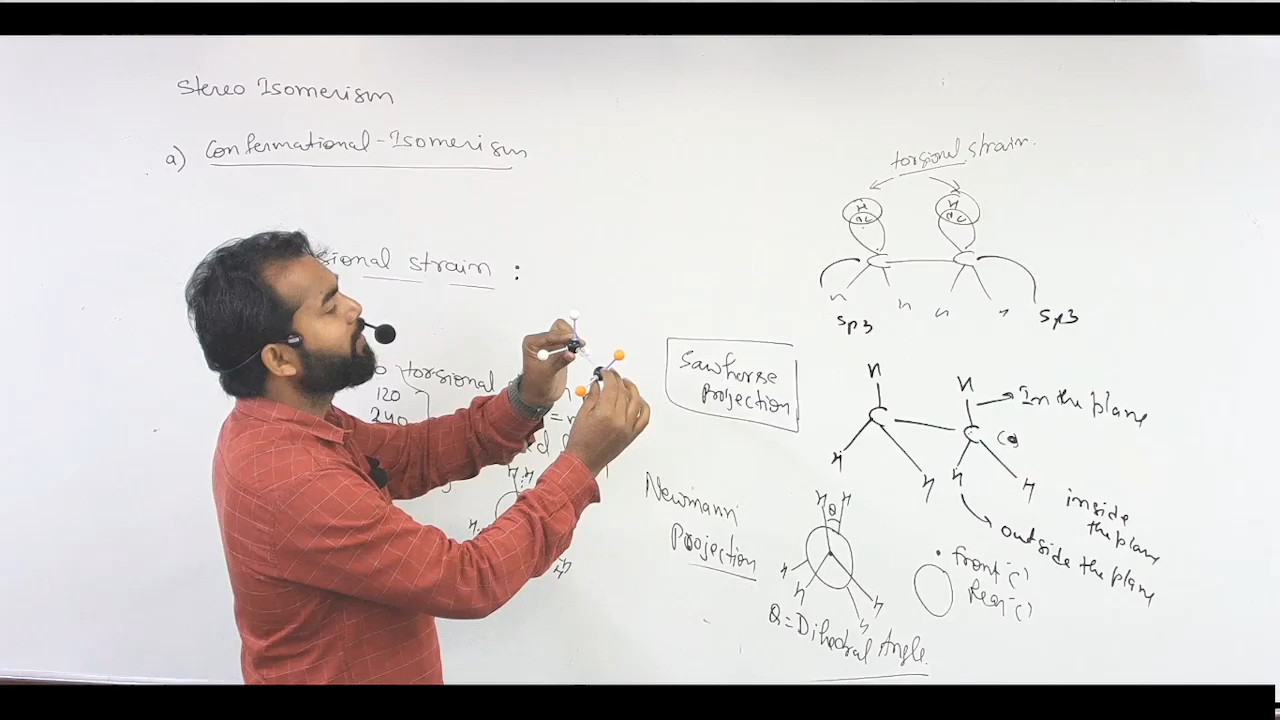 Stereo Isomerism
a) Confermational-Isomerism
sional strain :
torsional
120
240
torsional strain.
sp3
sp3
Sawhorse
Projection
H
H
In the plane
C
C
H
H
H
H
inside
the plane
outside the plane
Newmann
Projection
H
H
θ
H
H
H
H
front (.)
Rear (.)
Q = Dihedral Angle.